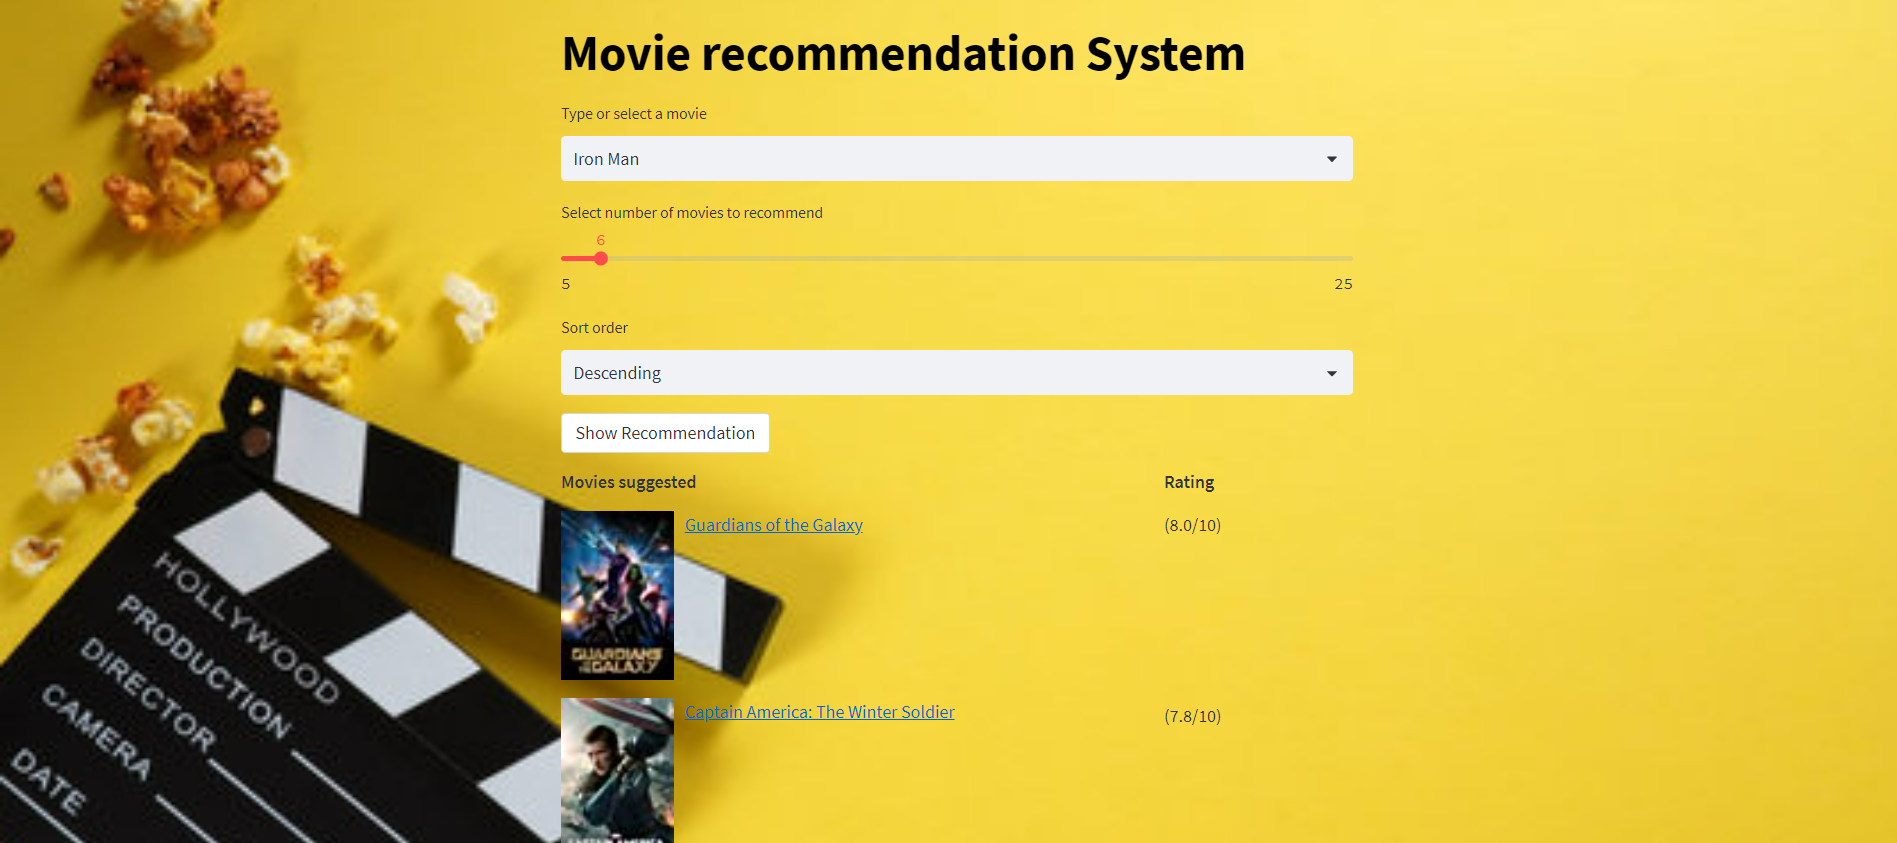 Movie recommendation System
Type or select a movie
Iron Man
Select number of movies to recommend
6
5 25
Sort order
Descending
Show Recommendation
Movies suggested Rating
Guardians of the Galaxy (8.0/10)
GUARDIANS
OF THE GALAXY
Captain America: The Winter Soldier (7.8/10)
HOLLYWOOD
PRODUCTION
DIRECTOR
CAMERA
DATE